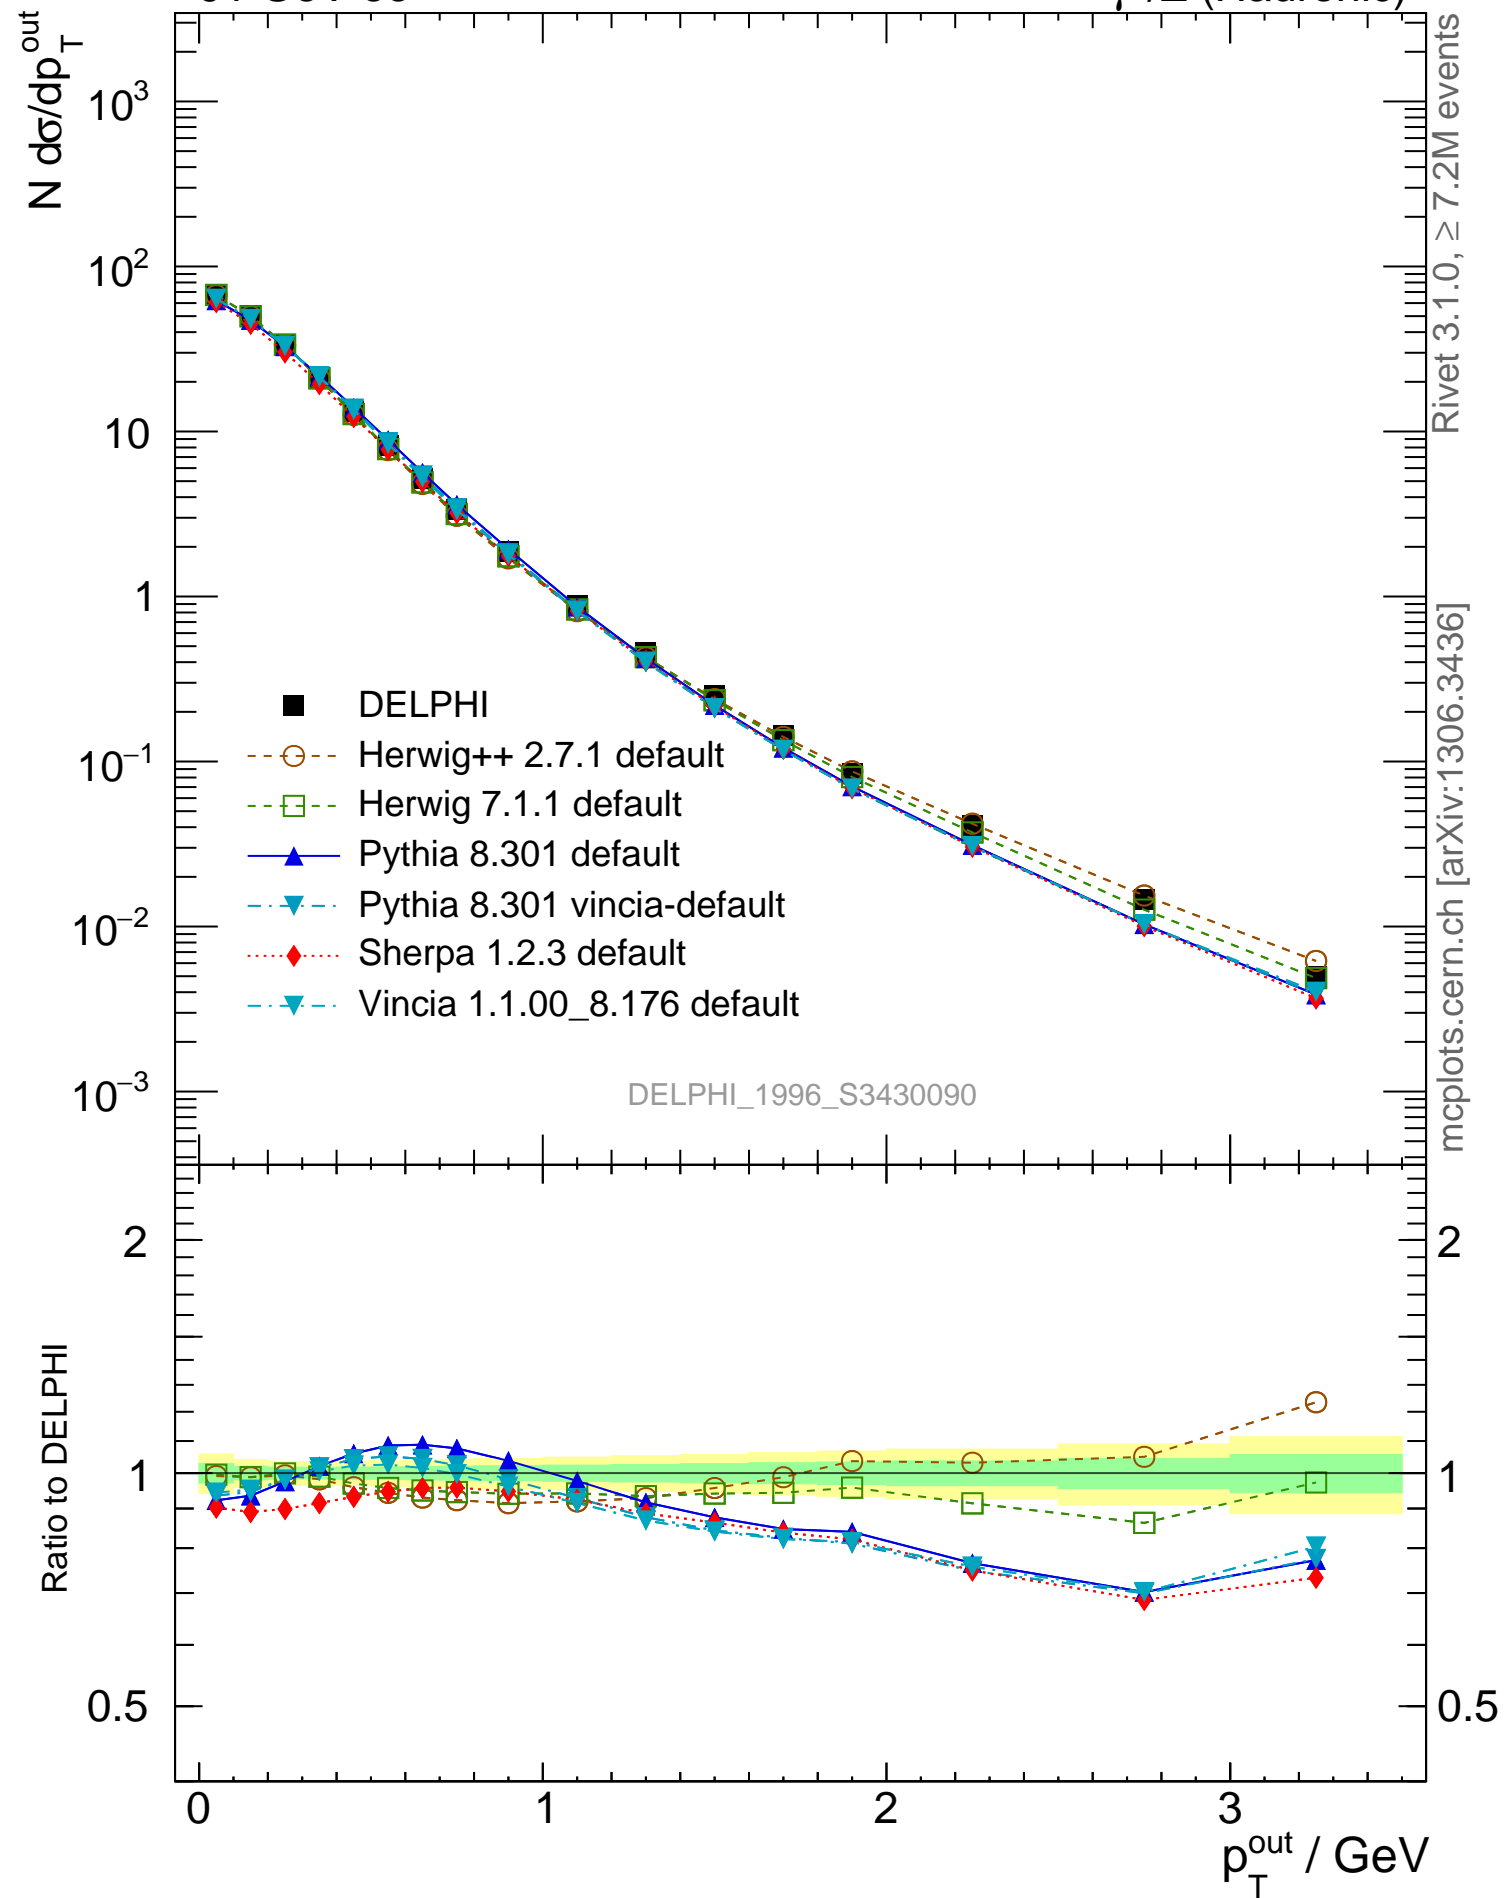 N dσ/dp_T^out
10^3
10^2
10
1
10^−1
10^−2
10^−3
DELPHI
Herwig++ 2.7.1 default
Herwig 7.1.1 default
Pythia 8.301 default
Pythia 8.301 vincia-default
Sherpa 1.2.3 default
Vincia 1.1.00_8.176 default
DELPHI_1996_S3430090
Rivet 3.1.0, ≥ 7.2M events
mcplots.cern.ch [arXiv:1306.3436]
Ratio to DELPHI
2
1
0.5
2
1
0.5
0 1 2 3
p_T^out / GeV